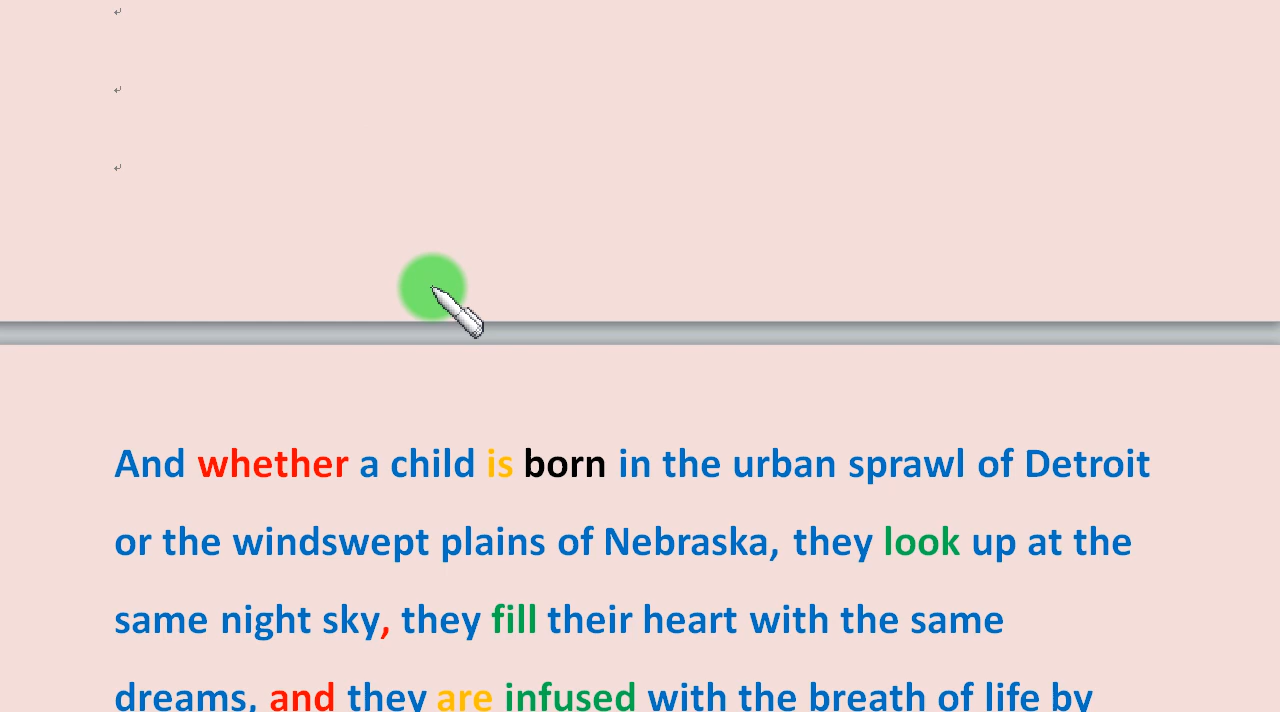 And whether a child is born in the urban sprawl of Detroit
or the windswept plains of Nebraska, they look up at the
same night sky, they fill their heart with the same
dreams, and they are infused with the breath of life by